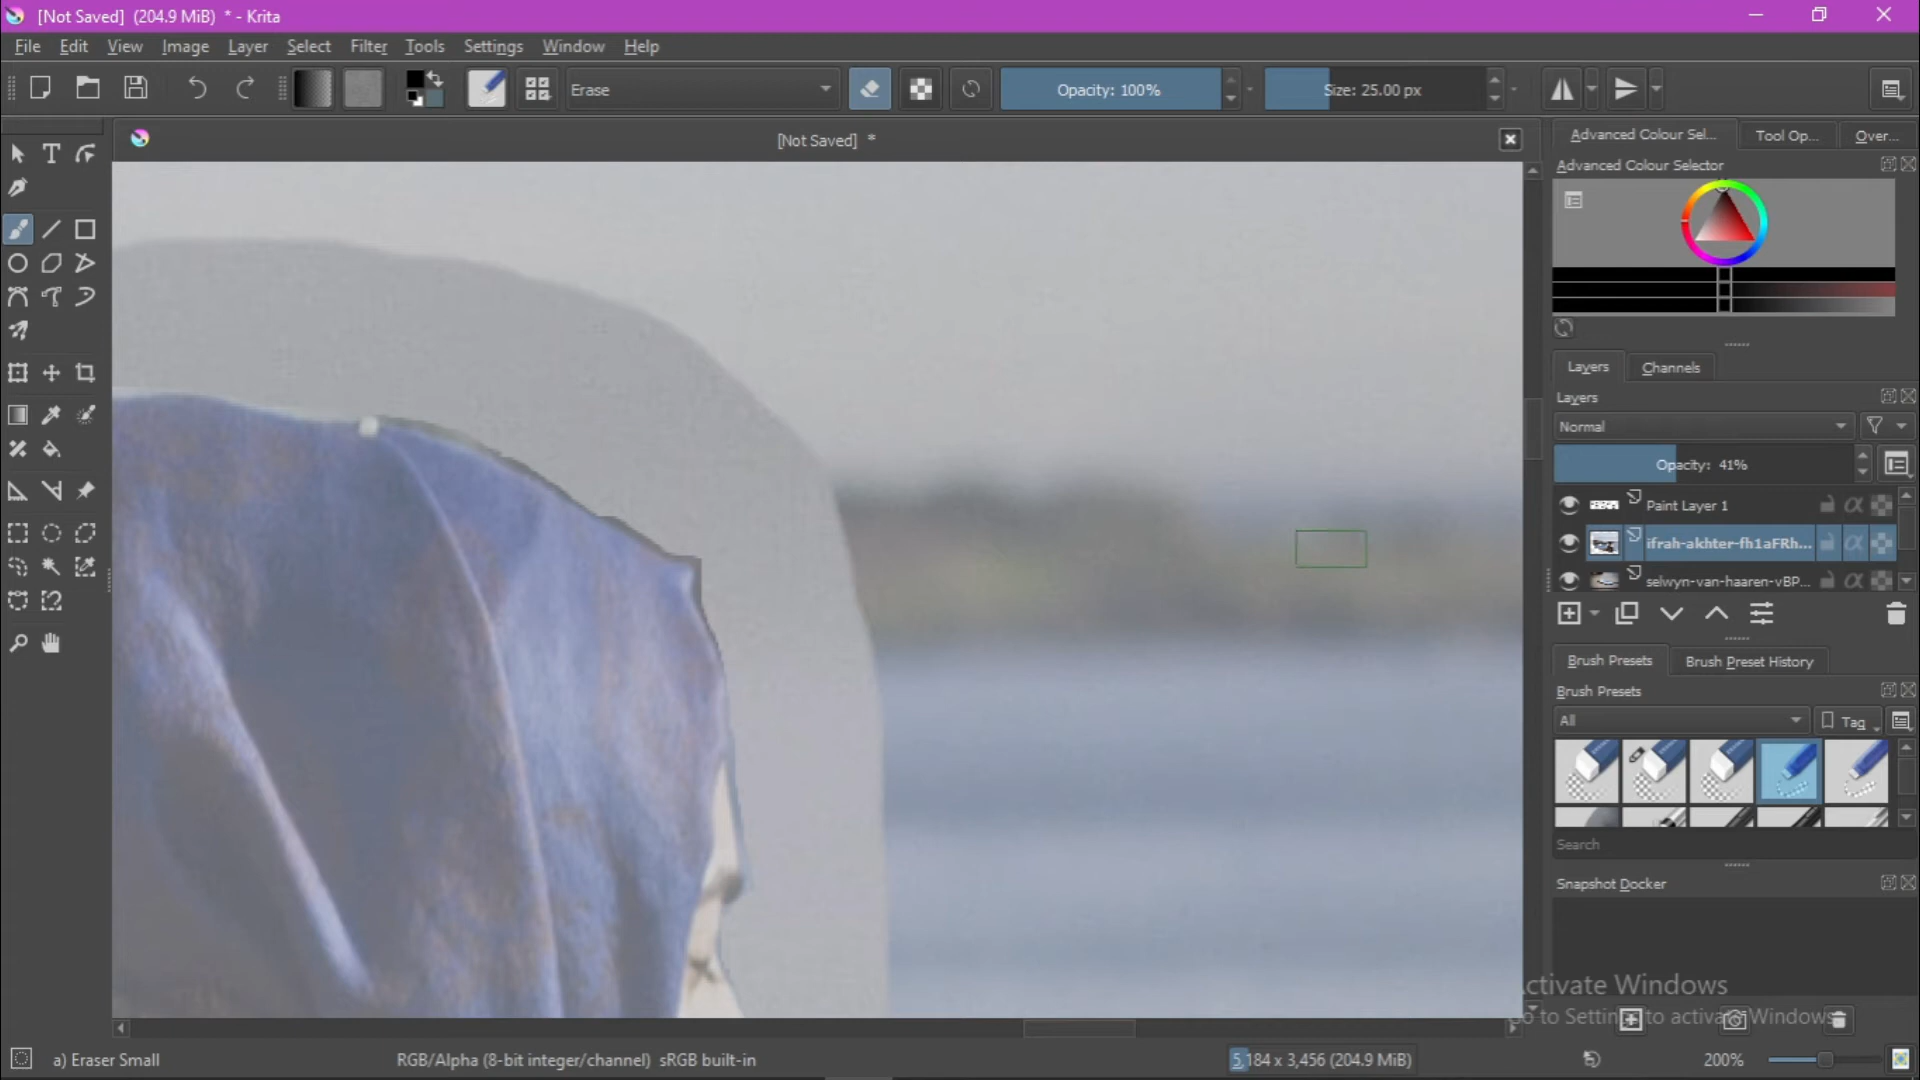 [Not Saved] (204.9 MiB) * - Krita
File Edit View Image Layer Select Filter Tools Settings Window Help
Erase Opacity: 100% Size: 25.00 px
[Not Saved] *
Advanced Colour Sel... Tool Op... Over...
Advanced Colour Selector
Layers Channels
Layers
Normal
Opacity: 41%
Paint Layer 1
ifrah-akhter-fh1aFRh...
selwyn-van-haaren-vBP...
Brush Presets Brush Preset History
Brush Presets
All Tag
Search
Snapshot Docker
Activate Windows
Go to Settings to activate Windows.
a) Eraser Small RGB/Alpha (8-bit integer/channel) sRGB built-in 5,184 x 3,456 (204.9 MiB) 200%